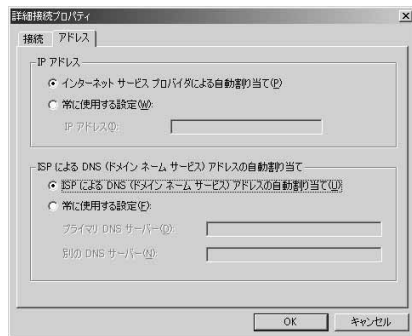 詳細接続プロパティ
接続 アドレス
IP アドレス
インターネット サービス プロバイダによる自動割り当て(P)
常に使用する設定(W):
IP アドレス(I):
ISP による DNS (ドメイン ネーム サービス) アドレスの自動割り当て
ISP による DNS (ドメイン ネーム サービス) アドレスの自動割り当て(U)
常に使用する設定(E):
プライマリ DNS サーバー(D):
別の DNS サーバー(N):
OK キャンセル